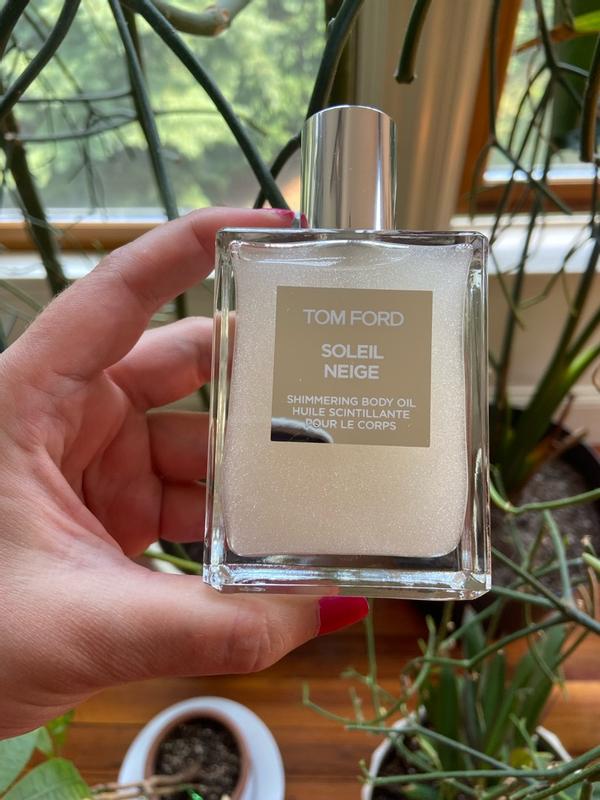 TOM FORD
SOLEIL
NEIGE
SHIMMERING BODY OIL
HUILE SCINTILLANTE
POUR LE CORPS